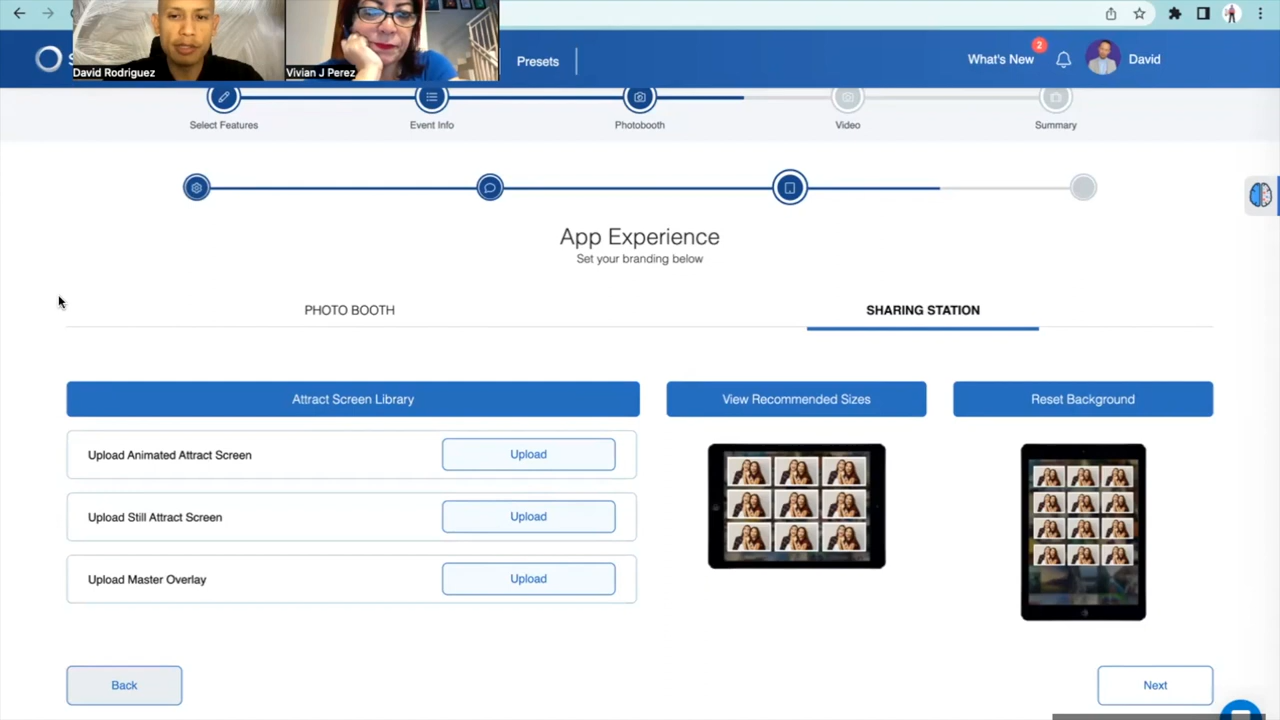 David Rodriguez
Vivian J Perez
Presets
What's New
2
David
Select Features
Event Info
Photobooth
Video
Summary
App Experience
Set your branding below
PHOTO BOOTH
SHARING STATION
Attract Screen Library
View Recommended Sizes
Reset Background
Upload Animated Attract Screen
Upload
Upload Still Attract Screen
Upload
Upload Master Overlay
Upload
Back
Next